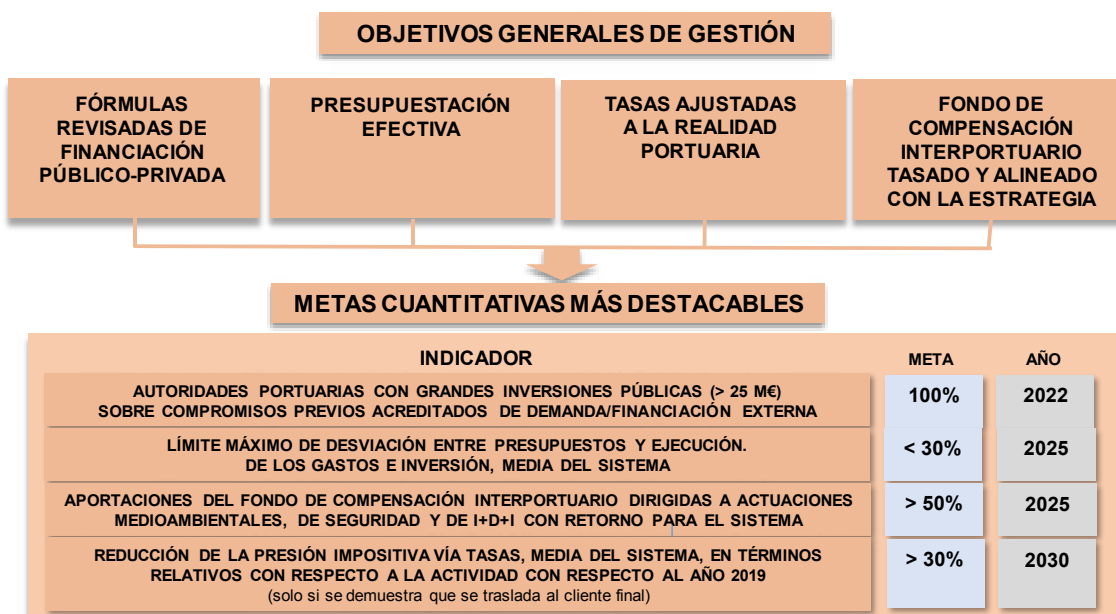 OBJETIVOS GENERALES DE GESTIÓN
FÓRMULAS
REVISADAS DE
FINANCIACIÓN
PÚBLICO-PRIVADA
PRESUPUESTACIÓN
EFECTIVA
TASAS AJUSTADAS
A LA REALIDAD
PORTUARIA
FONDO DE
COMPENSACIÓN
INTERPORTUARIO
TASADO Y ALINEADO
CON LA ESTRATEGIA
METAS CUANTITATIVAS MÁS DESTACABLES
INDICADOR META AÑO
AUTORIDADES PORTUARIAS CON GRANDES INVERSIONES PÚBLICAS (> 25 M€)
SOBRE COMPROMISOS PREVIOS ACREDITADOS DE DEMANDA/FINANCIACIÓN EXTERNA
100% 2022
LÍMITE MÁXIMO DE DESVIACIÓN ENTRE PRESUPUESTOS Y EJECUCIÓN.
DE LOS GASTOS E INVERSIÓN, MEDIA DEL SISTEMA
< 30% 2025
APORTACIONES DEL FONDO DE COMPENSACIÓN INTERPORTUARIO DIRIGIDAS A ACTUACIONES
MEDIOAMBIENTALES, DE SEGURIDAD Y DE I+D+I CON RETORNO PARA EL SISTEMA
> 50% 2025
REDUCCIÓN DE LA PRESIÓN IMPOSITIVA VÍA TASAS, MEDIA DEL SISTEMA, EN TÉRMINOS
RELATIVOS CON RESPECTO A LA ACTIVIDAD CON RESPECTO AL AÑO 2019
(solo si se demuestra que se traslada al cliente final)
> 30% 2030